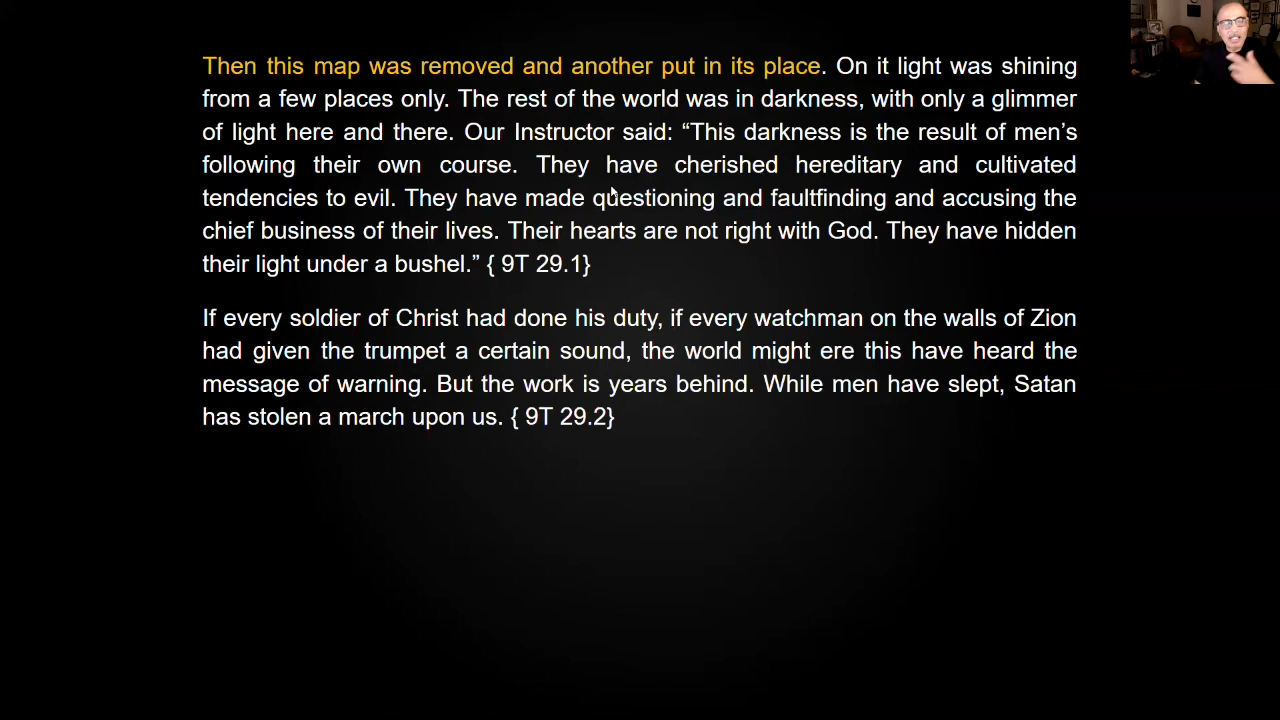 Then this map was removed and another put in its place. On it light was shining
from a few places only. The rest of the world was in darkness, with only a glimmer
of light here and there. Our Instructor said: “This darkness is the result of men’s
following their own course. They have cherished hereditary and cultivated
tendencies to evil. They have made questioning and faultfinding and accusing the
chief business of their lives. Their hearts are not right with God. They have hidden
their light under a bushel.” { 9T 29.1}
If every soldier of Christ had done his duty, if every watchman on the walls of Zion
had given the trumpet a certain sound, the world might ere this have heard the
message of warning. But the work is years behind. While men have slept, Satan
has stolen a march upon us. { 9T 29.2}